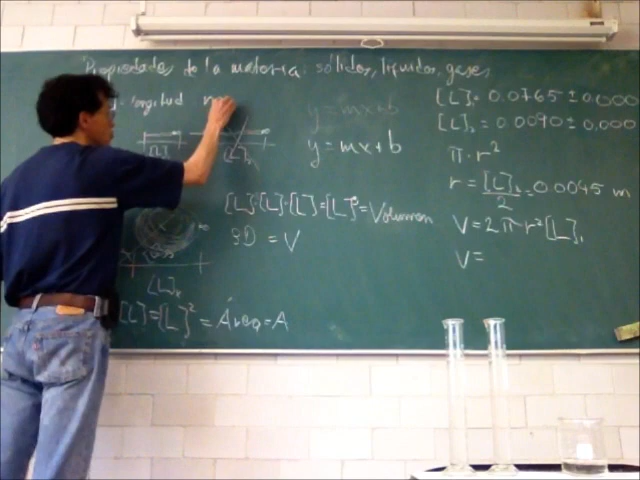 Propiedades de la materia: sólidos, líquidos, gases
longitud
[L]₁ [L]ₙ
y=mx+b
y=mx+b
[L]·[L]·[L]=[L]³=Volumen
3D = V
[L]ₓ
[L]=[L]²=Área=A
[L]₁=0.0765±0.000
[L]₂=0.0090±0.000
π·r²
r=[L]₂/2=0.0045 m
V=2π·r²[L]₁
V=